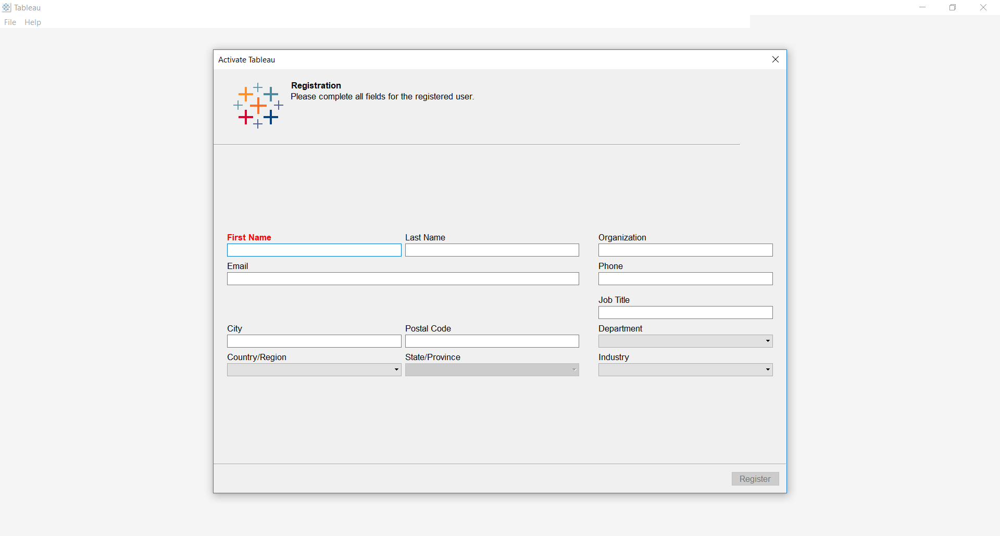 Tableau
File Help
Activate Tableau
Registration
Please complete all fields for the registered user.
First Name Last Name Organization
Email Phone
Job Title
City Postal Code Department
Country/Region State/Province Industry
Register